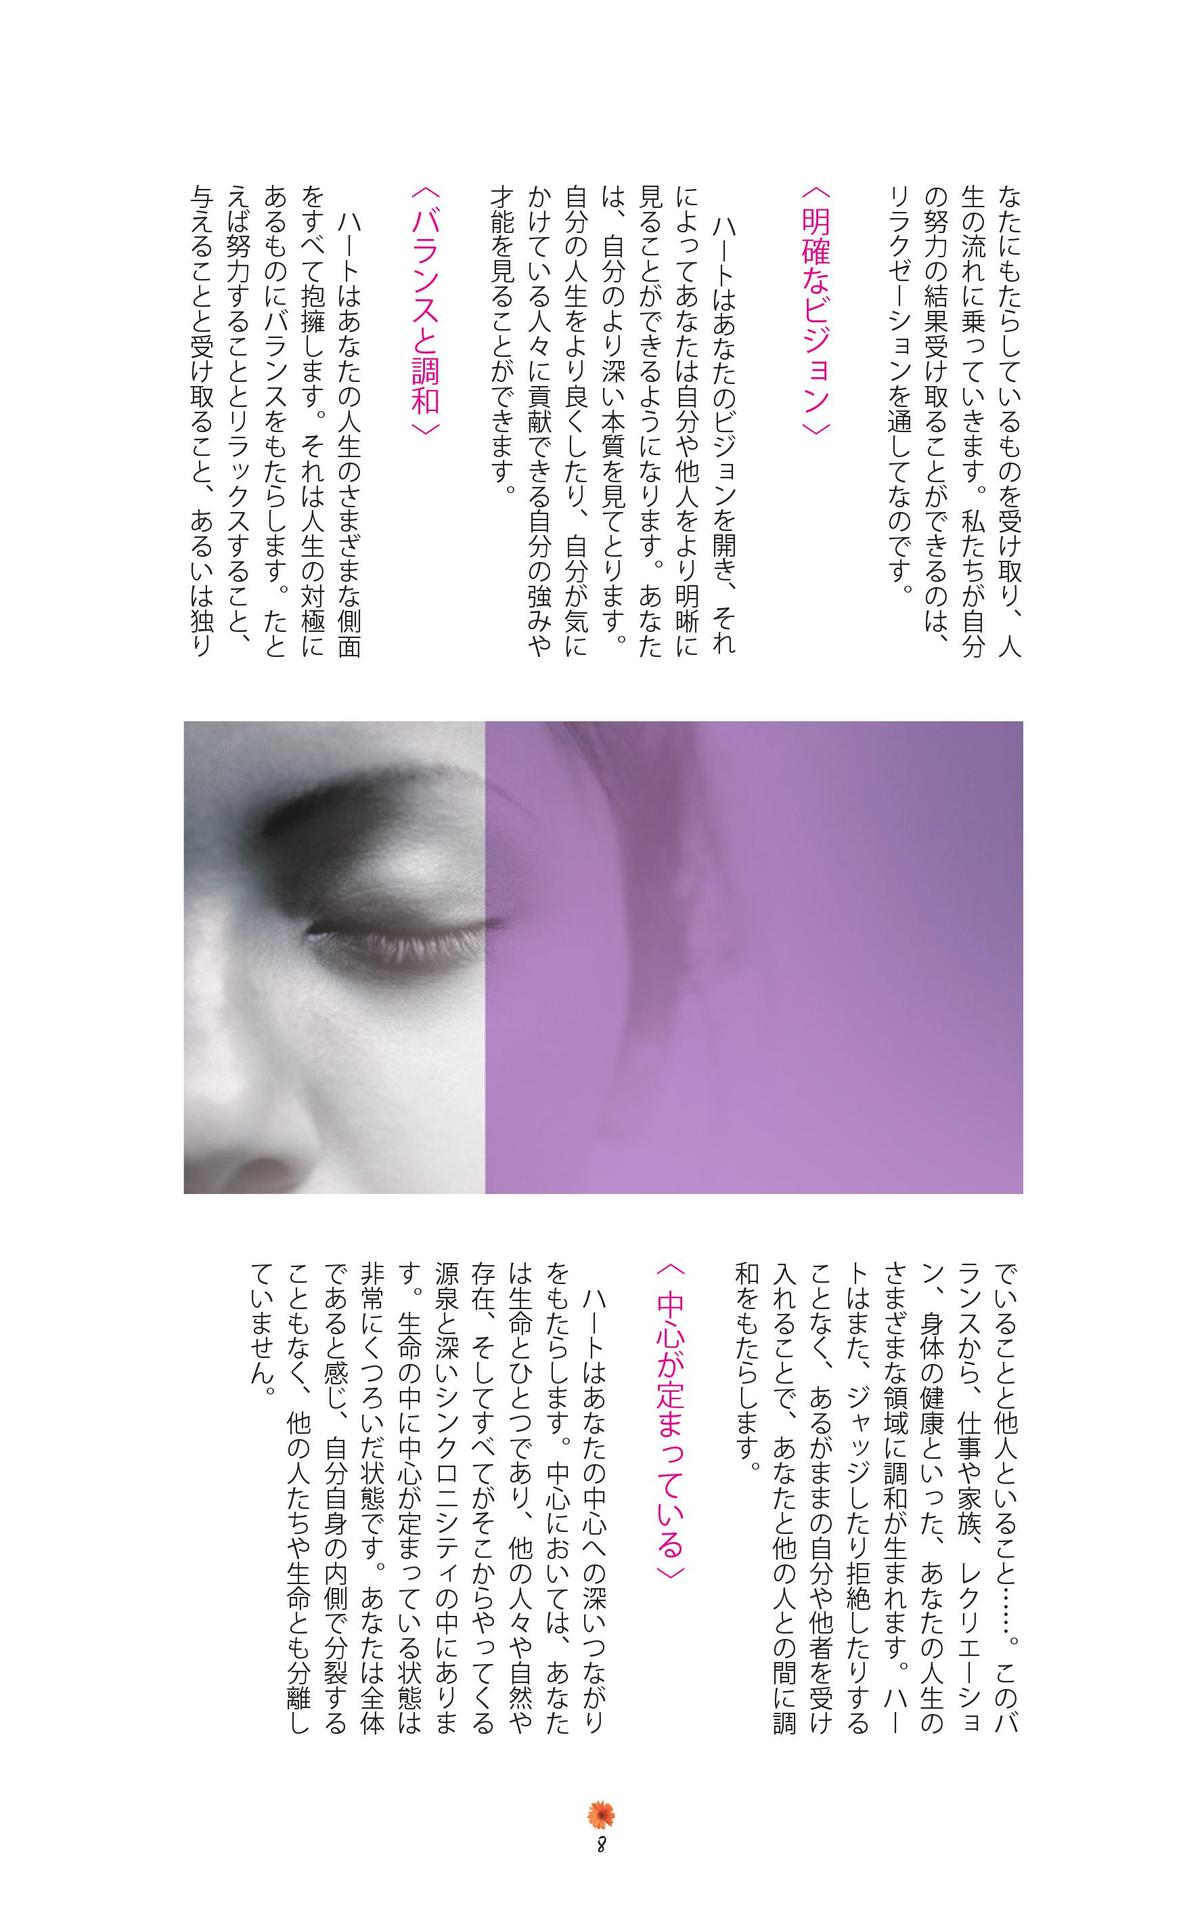 なたにもたらしているものを受け取り、人
生の流れに乗っていきます。私たちが自分
の努力の結果受け取ることができるのは、
リラクゼーションを通してなのです。
〈明確なビジョン〉
ハートはあなたのビジョンを開き、それ
によってあなたは自分や他人をより明晰に
見ることができるようになります。あなた
は、自分のより深い本質を見てとります。
自分の人生をより良くしたり、自分が気に
かけている人々に貢献できる自分の強みや
才能を見ることができます。
〈バランスと調和〉
ハートはあなたの人生のさまざまな側面
をすべて抱擁します。それは人生の対極に
あるものにバランスをもたらします。たと
えば努力することとリラックスすること、
与えることと受け取ること、あるいは独り
でいることと他人といること……。このバ
ランスから、仕事や家族、レクリエーショ
ン、身体の健康といった、あなたの人生の
さまざまな領域に調和が生まれます。ハー
トはまた、ジャッジしたり拒絶したりする
ことなく、あるがままの自分や他者を受け
入れることで、あなたと他の人との間に調
和をもたらします。
〈中心が定まっている〉
ハートはあなたの中心への深いつながり
をもたらします。中心においては、あなた
は生命とひとつであり、他の人々や自然や
存在、そしてすべてがそこからやってくる
源泉と深いシンクロニシティの中にありま
す。生命の中に中心が定まっている状態は
非常にくつろいだ状態です。あなたは全体
であると感じ、自分自身の内側で分裂する
こともなく、他の人たちや生命とも分離し
ていません。
8